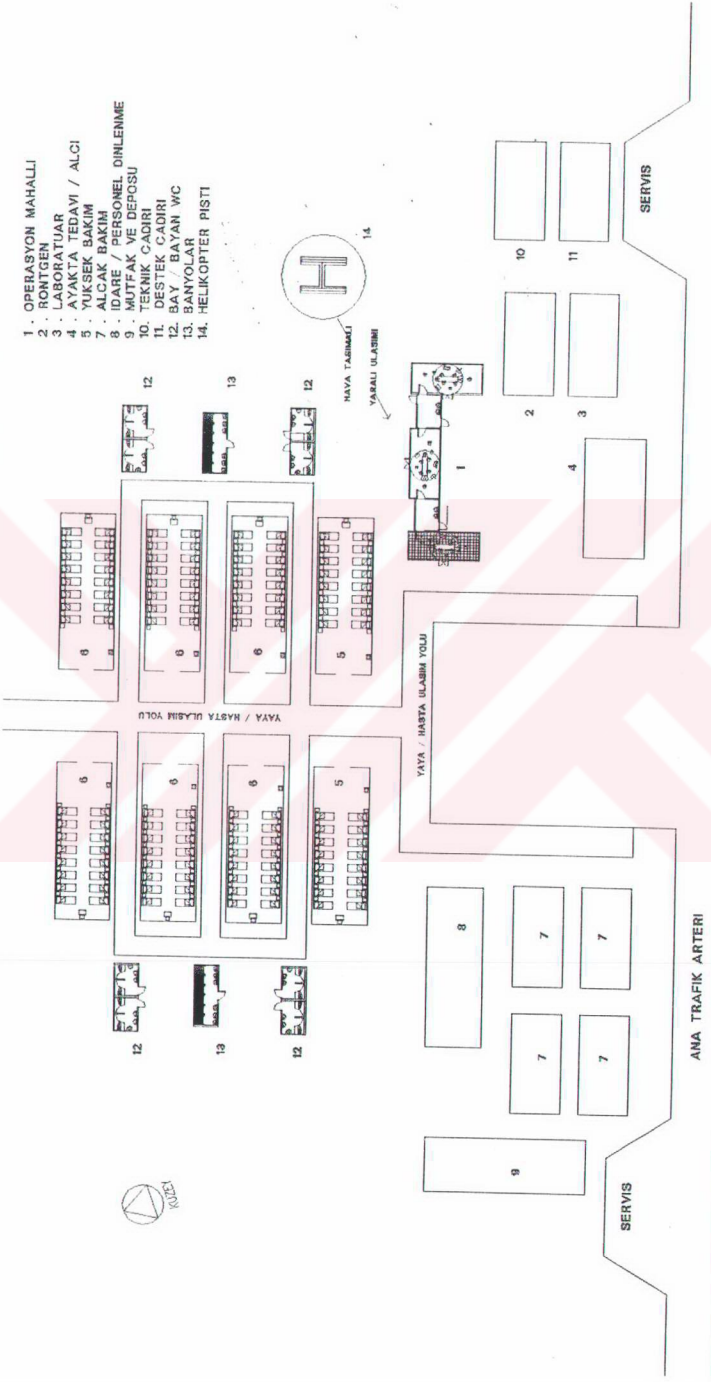 1 . OPERASYON MAHALLI
2 . RONTGEN
3 . LABORATUAR
4 . AYAKTA TEDAVI / ALCI
5 . YUKSEK BAKIM
7 . ALCAK BAKIM
8 . IDARE / PERSONEL DINLENME
9 . MUTFAK VE DEPOSU
10. TEKNIK CADIRI
11. DESTEK CADIRI
12. BAY / BAYAN WC
13. BANYOLAR
14. HELIKOPTER PISTI
KUZEY
12
6
6
12
13
6
6
13
12
6
6
12
5
5
YAYA / HASTA ULASIM YOLU
H
14
HAVA TASIMALI
YARALI ULASIMI
YAYA / HASTA ULASIM YOLU
1
9
8
7
7
7
7
4
2
3
10
11
SERVIS
SERVIS
ANA TRAFIK ARTERI